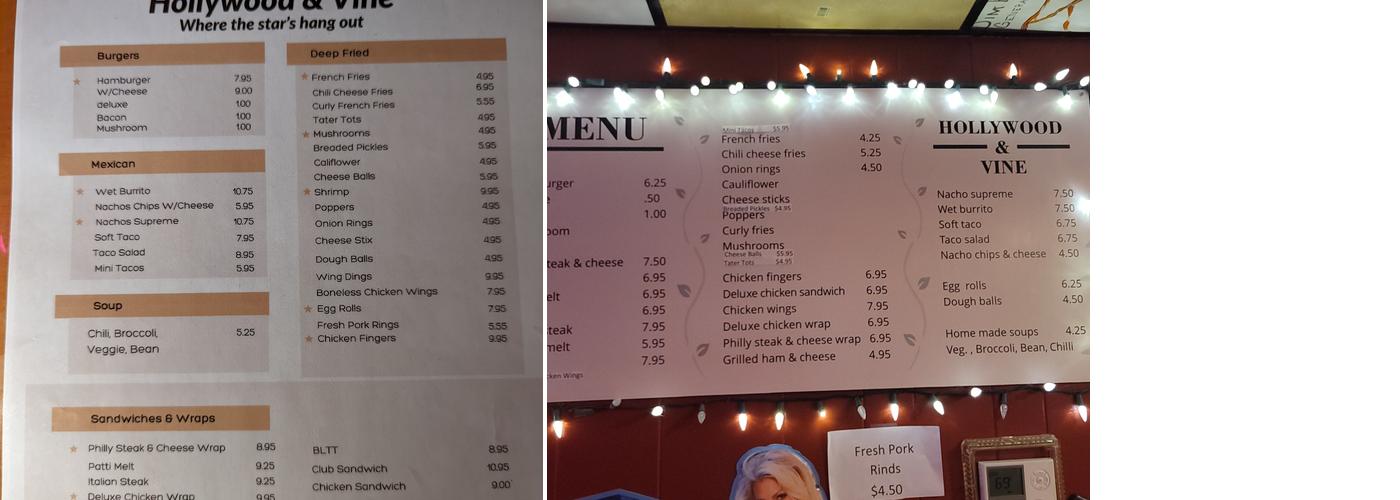 Hollywood & Vine
Where the star's hang out
Burgers
Hamburger 7.95
W/Cheese 9.00
deluxe 1.00
Bacon 1.00
Mushroom 1.00
Mexican
Wet Burrito 10.75
Nachos Chips W/Cheese 5.95
Nachos Supreme 10.75
Soft Taco 7.95
Taco Salad 8.95
Mini Tacos 5.95
Soup
Chili, Broccoli, 5.25
Veggie, Bean
Deep Fried
French Fries 4.95
Chili Cheese Fries 6.95
Curly French Fries 5.55
Tater Tots 4.95
Mushrooms 4.95
Breaded Pickles 5.95
Califlower 4.95
Cheese Balls 5.95
Shrimp 9.95
Poppers 4.95
Onion Rings 4.95
Cheese Stix 4.95
Dough Balls 4.95
Wing Dings 9.95
Boneless Chicken Wings 7.95
Egg Rolls 7.95
Fresh Pork Rings 5.55
Chicken Fingers 9.95
Sandwiches & Wraps
Philly Steak & Cheese Wrap 8.95
Patti Melt 9.25
Italian Steak 9.25
Deluxe Chicken Wrap 9.95
BLTT 8.95
Club Sandwich 10.95
Chicken Sandwich 9.00
MENU
urger 6.25
e .50
1.00
oom
teak & cheese 7.50
6.95
elt 6.95
6.95
teak 7.95
melt 5.95
7.95
cken Wings
Mini Tacos $5.95
French fries 4.25
Chili cheese fries 5.25
Onion rings 4.50
Cauliflower
Cheese sticks
Breaded Pickles $4.95
Poppers
Curly fries
Mushrooms
Cheese Balls $5.95
Tater Tots $4.95
Chicken fingers 6.95
Deluxe chicken sandwich 6.95
Chicken wings 7.95
Deluxe chicken wrap 6.95
Philly steak & cheese wrap 6.95
Grilled ham & cheese 4.95
HOLLYWOOD
&
VINE
Nacho supreme 7.50
Wet burrito 7.50
Soft taco 6.75
Taco salad 6.75
Nacho chips & cheese 4.50
Egg rolls 6.25
Dough balls 4.50
Home made soups 4.25
Veg. , Broccoli, Bean, Chilli
Fresh Pork
Rinds
$4.50
JIM B
GENERA
69